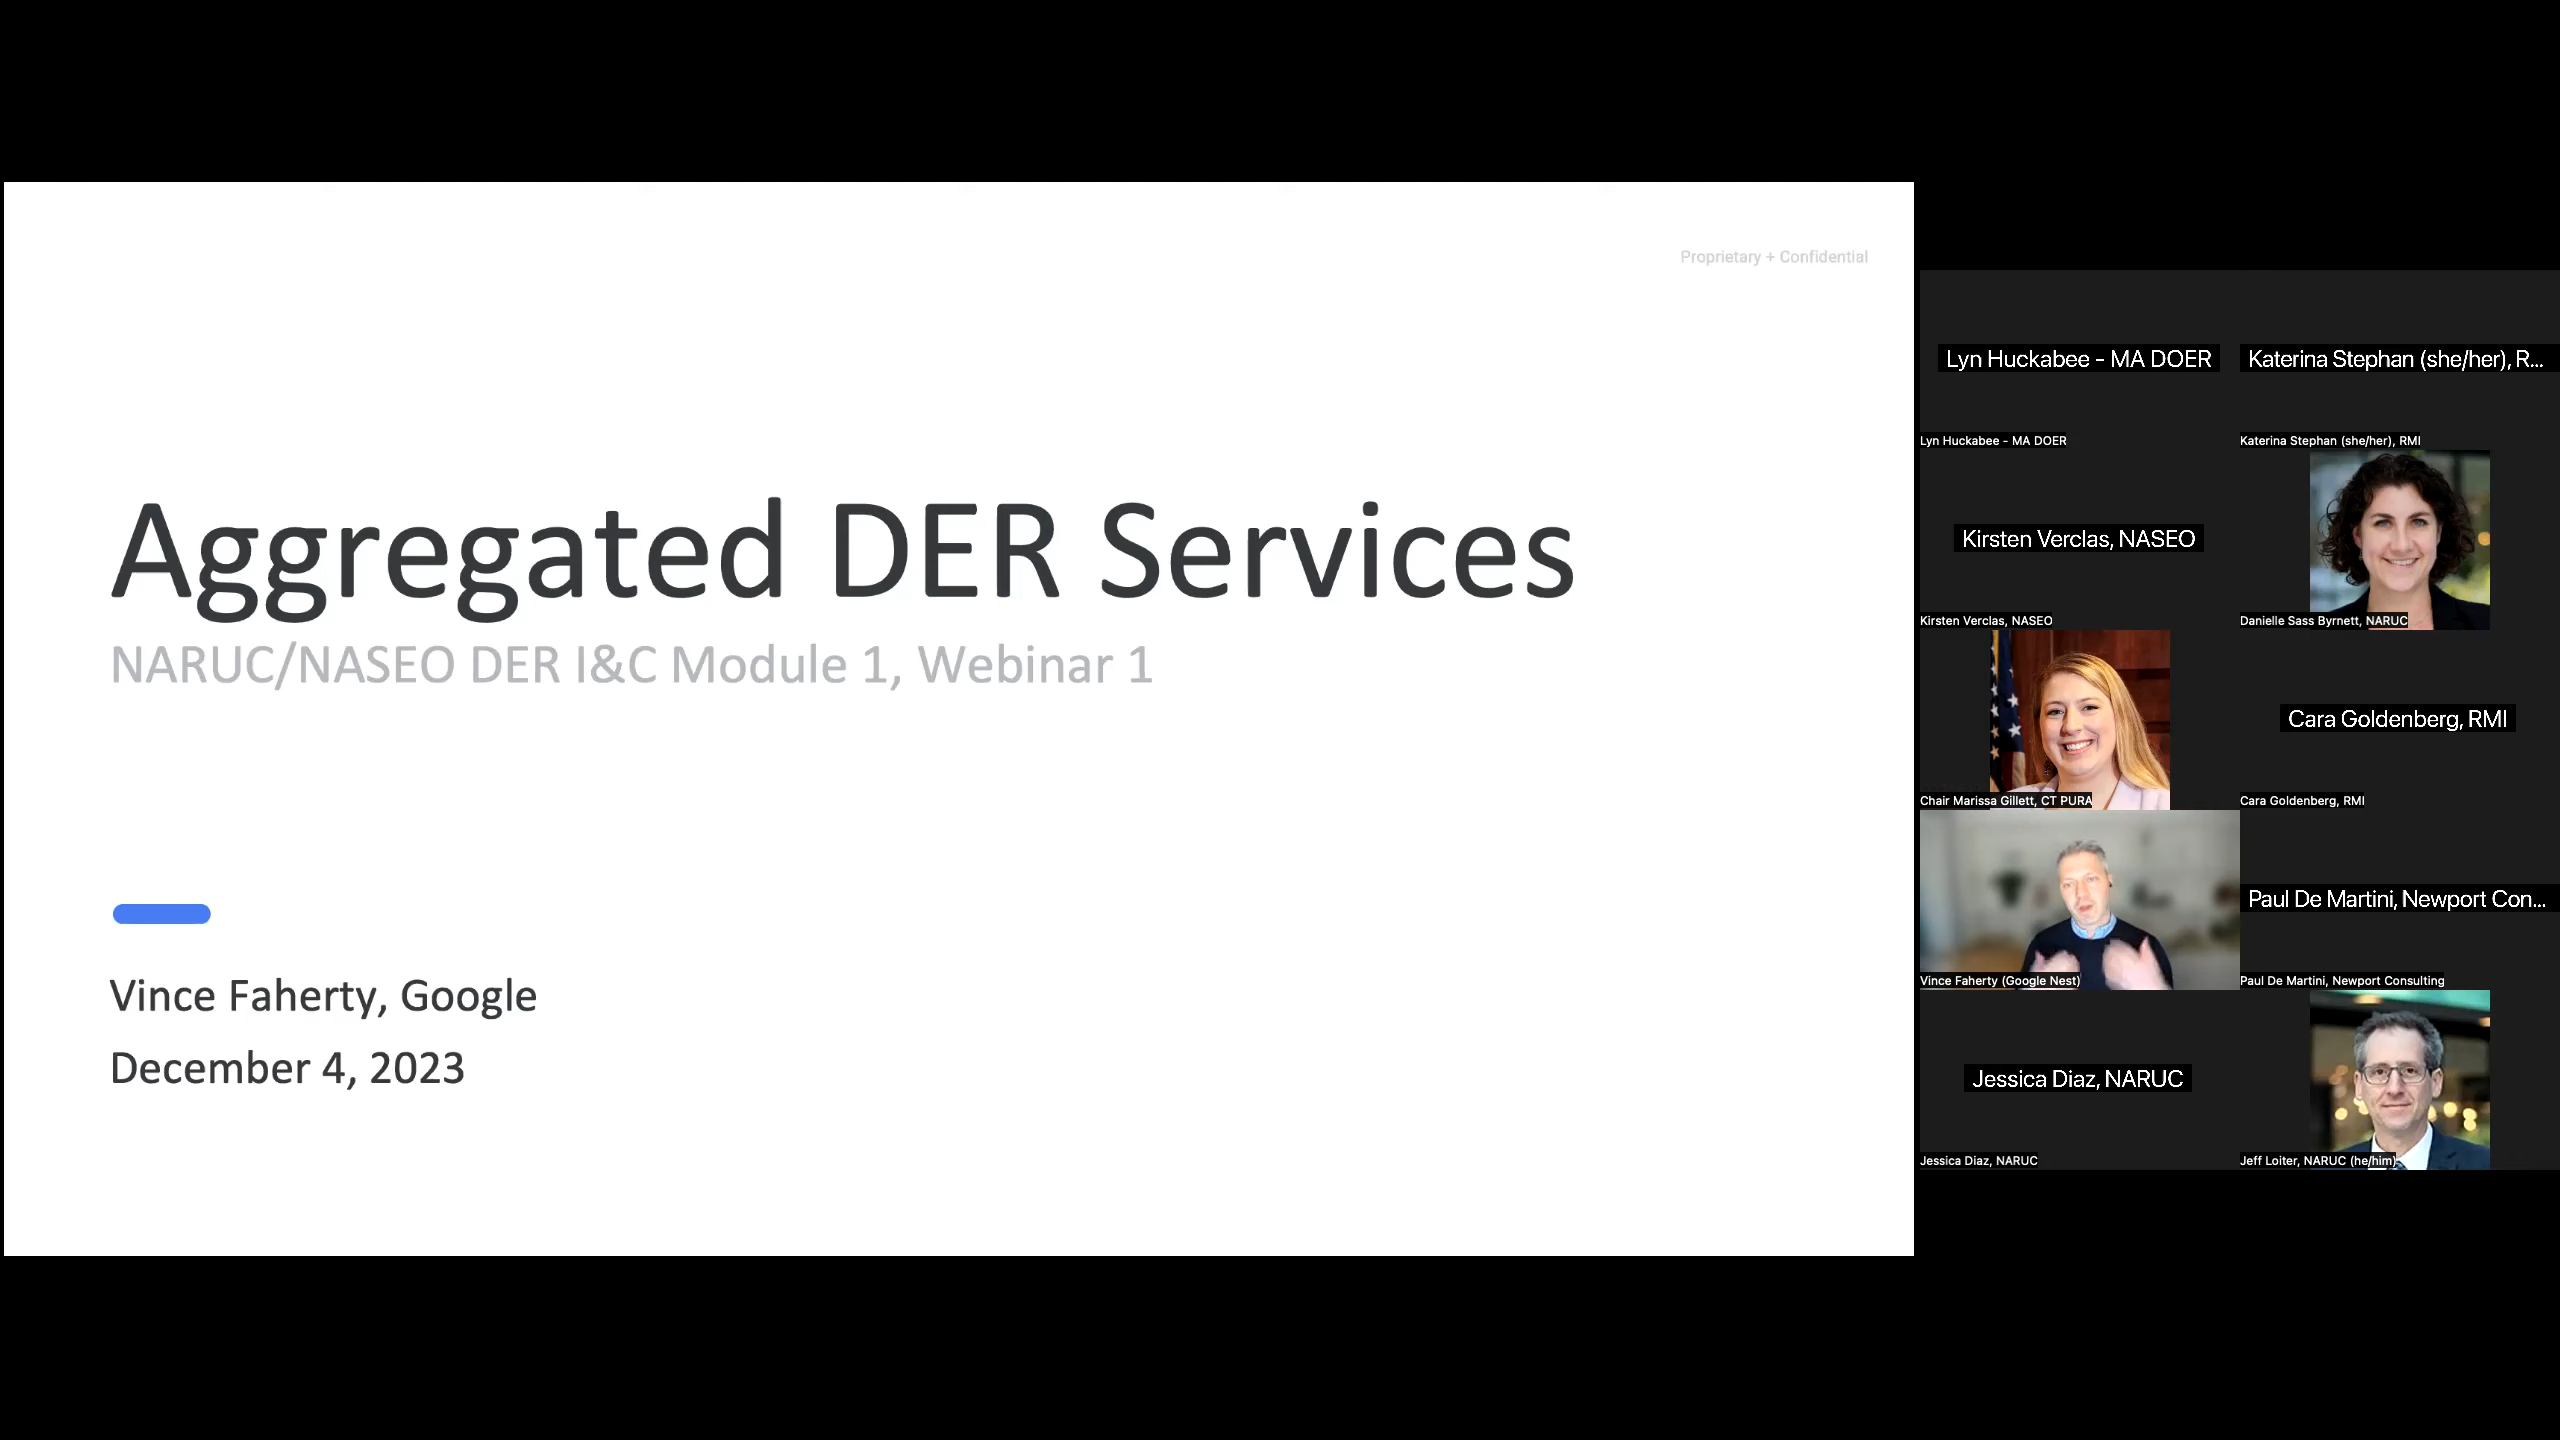 Proprietary + Confidential
Aggregated DER Services
NARUC/NASEO DER I&C Module 1, Webinar 1
Vince Faherty, Google
December 4, 2023
Lyn Huckabee - MA DOER
Katerina Stephan (she/her), R...
Lyn Huckabee - MA DOER
Katerina Stephan (she/her), RMI
Kirsten Verclas, NASEO
Kirsten Verclas, NASEO
Danielle Sass Byrnett, NARUC
Cara Goldenberg, RMI
Chair Marissa Gillett, CT PURA
Cara Goldenberg, RMI
Paul De Martini, Newport Con...
Vince Faherty (Google Nest)
Paul De Martini, Newport Consulting
Jessica Diaz, NARUC
Jessica Diaz, NARUC
Jeff Loiter, NARUC (he/him)